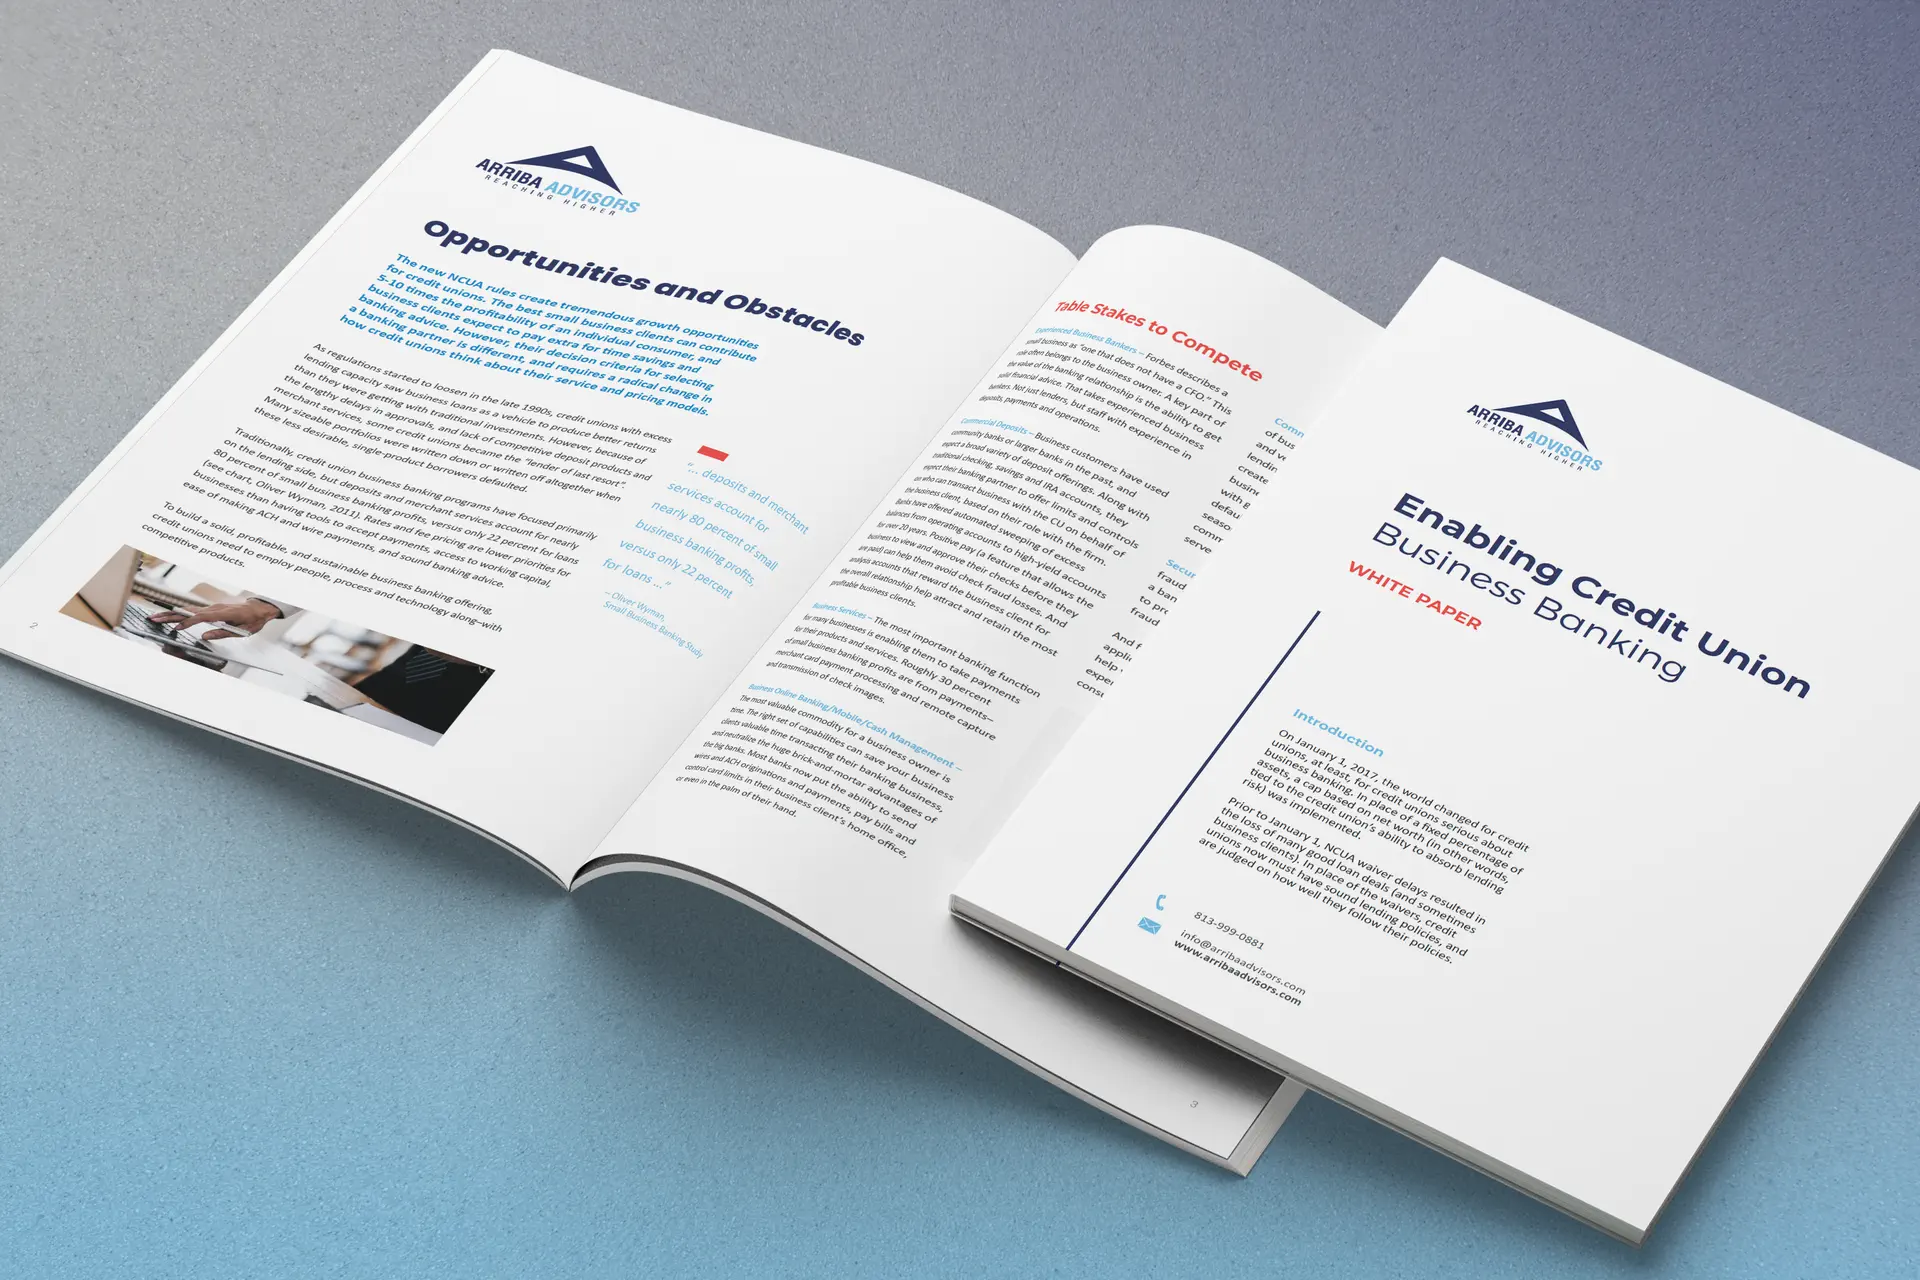 ARRIBA ADVISORS
REACHING HIGHER
Opportunities and Obstacles
The new NCUA rules create tremendous growth opportunities
for credit unions. The best small business clients can contribute
5-10 times the profitability of an individual consumer, and
business clients expect to pay extra for time savings and
banking advice. However, their decision criteria for selecting
a banking partner is different, and requires a radical change in
how credit unions think about their service and pricing models.
As regulations started to loosen in the late 1990s, credit unions with excess
lending capacity saw business loans as a vehicle to produce better returns
than they were getting with traditional investments. However, because of
the lengthy delays in approvals, and lack of competitive deposit products and
merchant services, some credit unions became the “lender of last resort”.
Many sizeable portfolios were written down or written off altogether when
these less desirable, single-product borrowers defaulted.
Traditionally, credit union business banking programs have focused primarily
on the lending side, but deposits and merchant services account for nearly
80 percent of small business banking profits, versus only 22 percent for loans
(see chart, Oliver Wyman, 2011). Rates and fee pricing are lower priorities for
businesses than having tools to accept payments, access to working capital,
ease of making ACH and wire payments, and sound banking advice.
To build a solid, profitable, and sustainable business banking offering,
credit unions need to employ people, process and technology along–with
competitive products.
“... deposits and merchant
services account for
nearly 80 percent of small
business banking profits,
versus only 22 percent
for loans...”
– Oliver Wyman,
Small Business Banking Study
2
Table Stakes to Compete
Experienced Business Bankers – Forbes describes a
small business as “one that does not have a CFO.” This
role often belongs to the business owner. A key part of
the value of the banking relationship is the ability to get
solid financial advice. That takes experienced business
bankers. Not just lenders, but staff with experience in
deposits, payments and operations.
Commercial Deposits – Business customers have used
community banks or larger banks in the past, and
expect a broad variety of deposit offerings. Along with
traditional checking, savings and IRA accounts, they
expect their banking partner to offer limits and controls
on who can transact business with the CU on behalf of
the business client, based on their role with the firm.
Banks have offered automated sweeping of excess
balances from operating accounts to high-yield accounts
for over 20 years. Positive pay (a feature that allows the
business to view and approve their checks before they
are paid) can help them avoid check fraud losses. And
analysis accounts that reward the business client for
the overall relationship help attract and retain the most
profitable business clients.
Business Services – The most important banking function
for many businesses is enabling them to take payments
for their products and services. Roughly 30 percent
of small business banking profits are from payments–
merchant card payment processing and remote capture
and transmission of check images.
Business Online Banking/Mobile/Cash Management –
The most valuable commodity for a business owner is
time. The right set of capabilities can save your business
clients valuable time transacting their banking business,
and neutralize the huge brick-and-mortar advantages of
the big banks. Most banks now put the ability to send
wires and ACH originations and payments, pay bills and
control card limits in their business client’s home office,
or even in the palm of their hand.
Comm
of bus
and ve
lendin
create
busine
with g
defau
seaso
comm
serve
Secur
fraud
a ban
to pro
fraud
And f
appli
help
exper
const
3
ARRIBA ADVISORS
REACHING HIGHER
Enabling Credit Union
Business Banking
WHITE PAPER
Introduction
On January 1, 2017, the world changed for credit
unions, at least, for credit unions serious about
business banking. In place of a fixed percentage of
assets, a cap based on net worth (in other words,
tied to the credit union’s ability to absorb lending
risk) was implemented.
Prior to January 1, NCUA waiver delays resulted in
the loss of many good loan deals (and sometimes
business clients). In place of the waivers, credit
unions now must have sound lending policies, and
are judged on how well they follow their policies.
813-999-0881
info@arribaadvisors.com
www.arribaadvisors.com